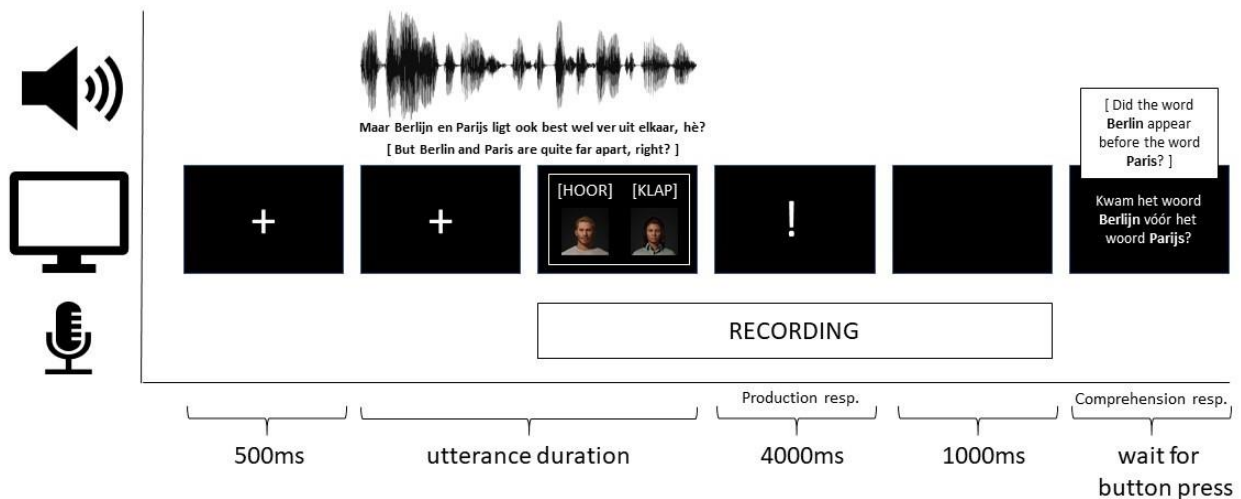 Maar Berlijn en Parijs ligt ook best wel ver uit elkaar, hè?
[ But Berlin and Paris are quite far apart, right? ]
[ Did the word
Berlin appear
before the word
Paris? ]
+
+
[HOOR] [KLAP]
!
Kwam het woord
Berlijn vóór het
woord Parijs?
RECORDING
Production resp.
Comprehension resp.
500ms
utterance duration
4000ms
1000ms
wait for
button press